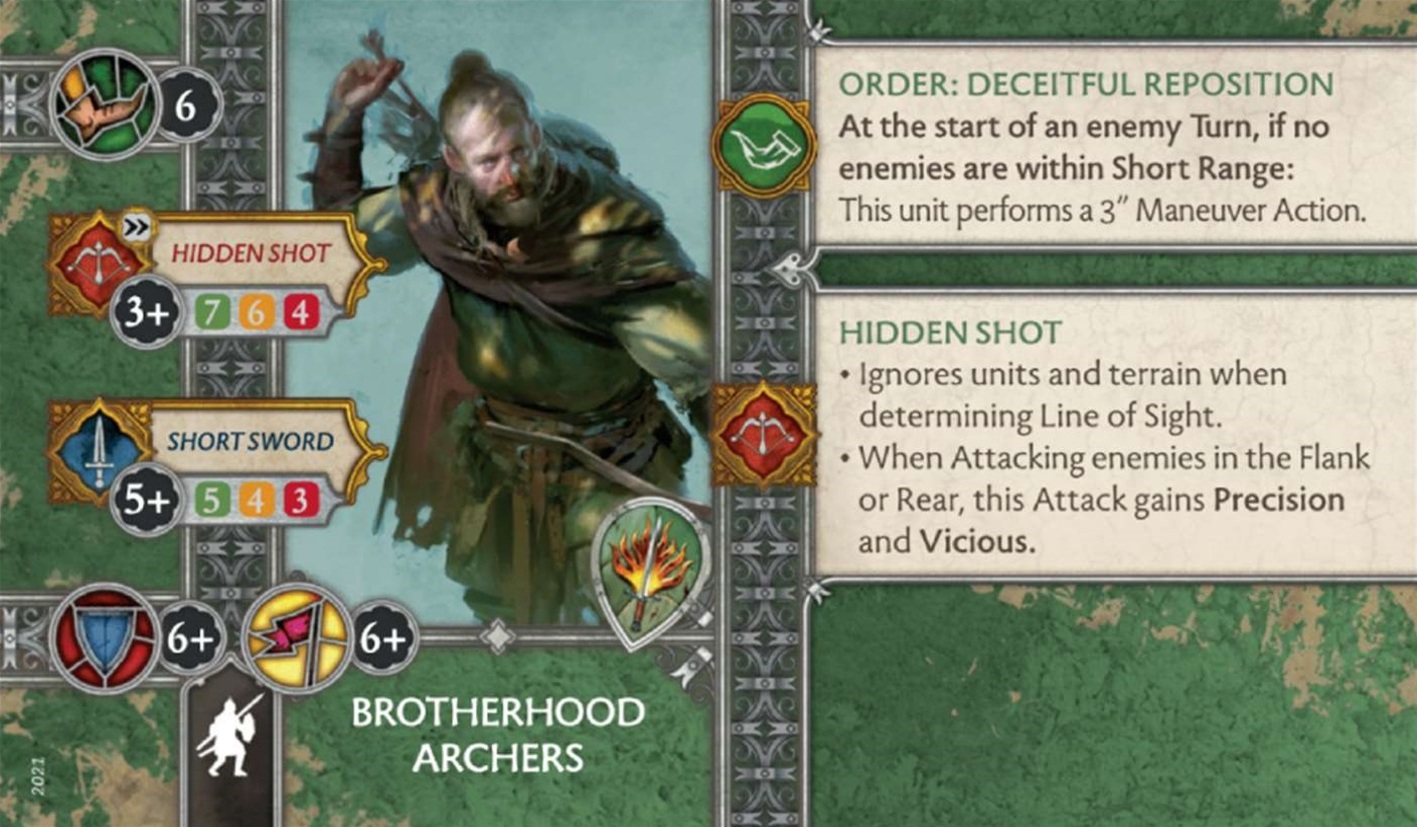 6
HIDDEN SHOT
3+ 7 6 4
SHORT SWORD
5+ 5 4 3
6+ 6+
BROTHERHOOD
ARCHERS
2021
ORDER: DECEITFUL REPOSITION
At the start of an enemy Turn, if no
enemies are within Short Range:
This unit performs a 3″ Maneuver Action.
HIDDEN SHOT
• Ignores units and terrain when
determining Line of Sight.
• When Attacking enemies in the Flank
or Rear, this Attack gains Precision
and Vicious.